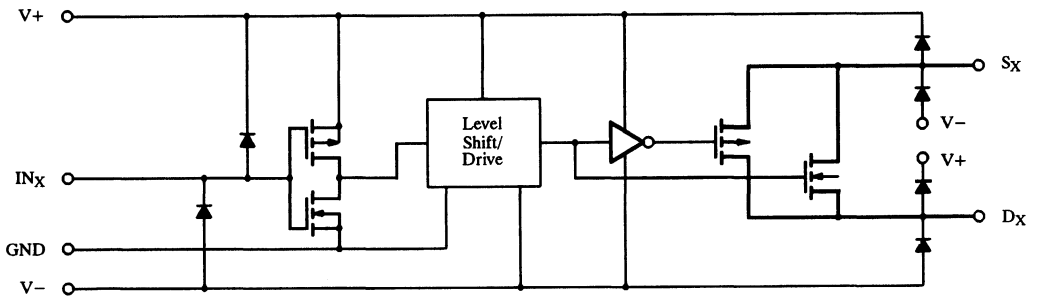 V+
Level
Shift/
Drive
SX
V−
V+
INX
DX
GND
V−